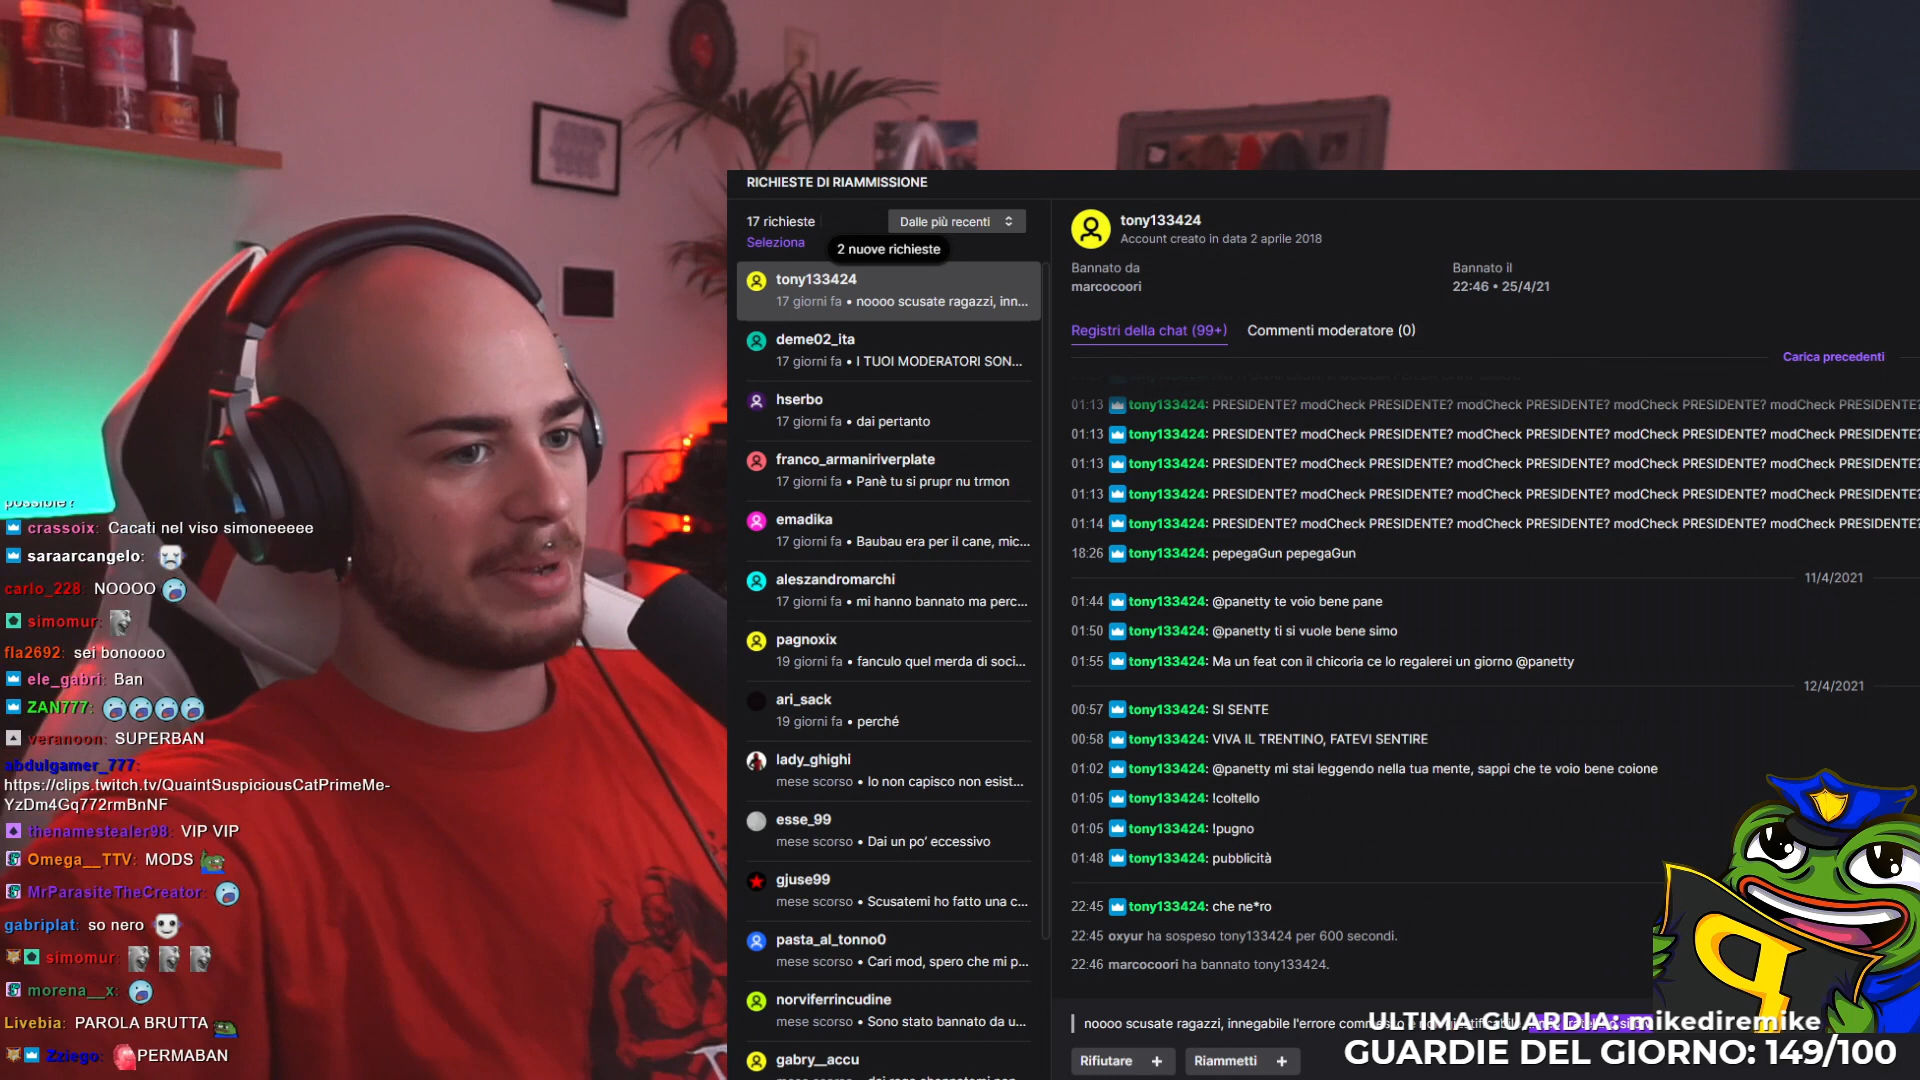 RICHIESTE DI RIAMMISSIONE
17 richieste
Dalle più recenti
Seleziona
2 nuove richieste
tony133424
17 giorni fa • noooo scusate ragazzi, inn...
deme02_ita
17 giorni fa • I TUOI MODERATORI SON...
hserbo
17 giorni fa • dai pertanto
franco_armaniriverplate
17 giorni fa • Panè tu si prupr nu trmon
emadika
17 giorni fa • Baubau era per il cane, mic...
aleszandromarchi
17 giorni fa • mi hanno bannato ma perc...
pagnoxix
19 giorni fa • fanculo quel merda di soci...
ari_sack
19 giorni fa • perché
lady_ghighi
mese scorso • Io non capisco non esist...
esse_99
mese scorso • Dai un po' eccessivo
gjuse99
mese scorso • Scusatemi ho fatto una c...
pasta_al_tonno0
mese scorso • Cari mod, spero che mi p...
norviferrincudine
mese scorso • Sono stato bannato da u...
gabry__accu
tony133424
Account creato in data 2 aprile 2018
Bannato da
marcocoori
Bannato il
22:46 • 25/4/21
Registri della chat (99+)
Commenti moderatore (0)
Carica precedenti
01:13 tony133424: PRESIDENTE? modCheck PRESIDENTE? modCheck PRESIDENTE? modCheck PRESIDENTE?
01:13 tony133424: PRESIDENTE? modCheck PRESIDENTE? modCheck PRESIDENTE? modCheck PRESIDENTE?
01:13 tony133424: PRESIDENTE? modCheck PRESIDENTE? modCheck PRESIDENTE? modCheck PRESIDENTE?
01:13 tony133424: PRESIDENTE? modCheck PRESIDENTE? modCheck PRESIDENTE? modCheck PRESIDENTE?
01:14 tony133424: PRESIDENTE? modCheck PRESIDENTE? modCheck PRESIDENTE? modCheck PRESIDENTE?
18:26 tony133424: pepegaGun pepegaGun
11/4/2021
01:44 tony133424: @panetty te voio bene pane
01:50 tony133424: @panetty ti si vuole bene simo
01:55 tony133424: Ma un feat con il chicoria ce lo regalerei un giorno @panetty
12/4/2021
00:57 tony133424: SI SENTE
00:58 tony133424: VIVA IL TRENTINO, FATEVI SENTIRE
01:02 tony133424: @panetty mi stai leggendo nella tua mente, sappi che te voio bene coione
01:05 tony133424: !coltello
01:05 tony133424: !pugno
01:48 tony133424: pubblicità
22:45 tony133424: che ne*ro
22:45 oxyur ha sospeso tony133424 per 600 secondi.
22:46 marcocoori ha bannato tony133424.
noooo scusate ragazzi, innegabile l'errore
Rifiutare +
Riammetti +
ULTIMA GUARDIA: mikediremike
GUARDIE DEL GIORNO: 149/100
possible?
crassoix: Cacati nel viso simoneeeee
saraarcangelo:
carlo_228: NOOOO
simomur:
fla2692: sei bonoooo
ele_gabri: Ban
ZAN777:
veranoon: SUPERBAN
abdulgamer_777:
https://clips.twitch.tv/QuaintSuspiciousCatPrimeMe-
YzDm4Gq772rmBnNF
thenamestealer98: VIP VIP
Omega__TTV: MODS
MrParasiteTheCreator:
gabriplat: so nero
simomur:
morena__x:
Livebia: PAROLA BRUTTA
Zziego: PERMABAN